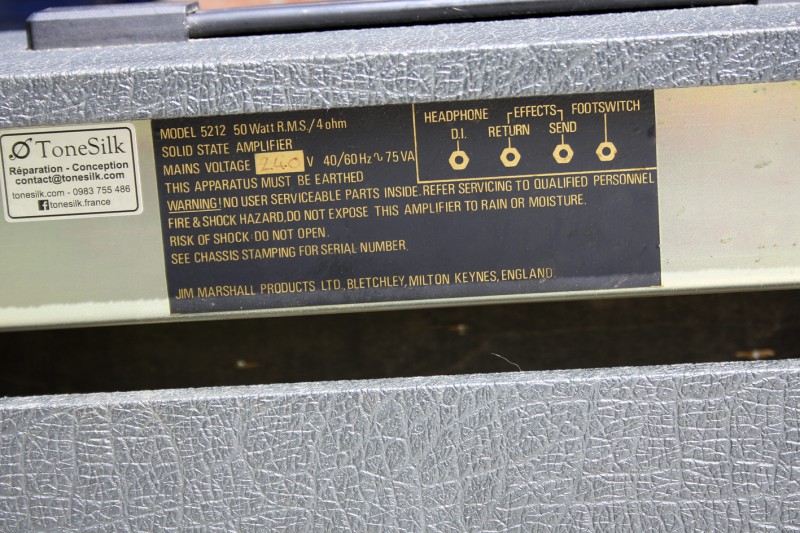 ToneSilk
Réparation - Conception
contact@tonesilk.com
tonesilk.com - 0983 755 486
tonesilk.france
MODEL 5212 50 Watt R.M.S./4 ohm
SOLID STATE AMPLIFIER
MAINS VOLTAGE 240 V 40/60 Hz ~ 75 VA
THIS APPARATUS MUST BE EARTHED
WARNING! NO USER SERVICEABLE PARTS INSIDE. REFER SERVICING TO QUALIFIED PERSONNEL
FIRE & SHOCK HAZARD, DO NOT EXPOSE THIS AMPLIFIER TO RAIN OR MOISTURE.
RISK OF SHOCK: DO NOT OPEN.
SEE CHASSIS STAMPING FOR SERIAL NUMBER.
JIM MARSHALL PRODUCTS LTD., BLETCHLEY, MILTON KEYNES, ENGLAND
HEADPHONE EFFECTS FOOTSWITCH
D.I. RETURN SEND